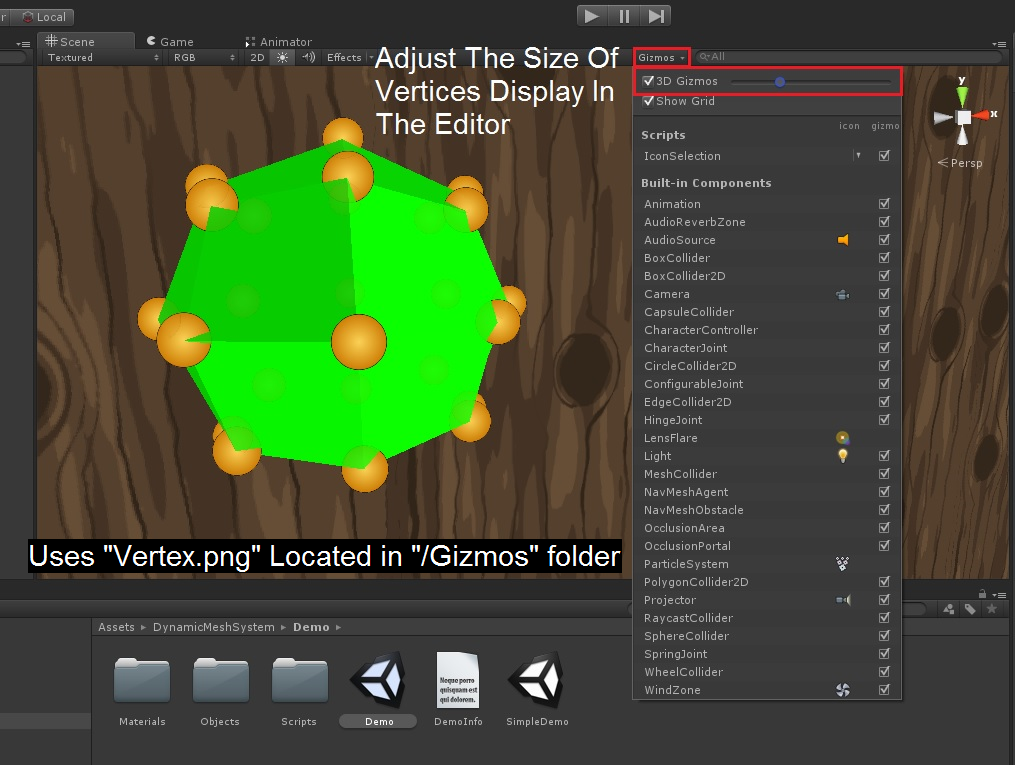 r Local
Scene
Game
Animator
Textured
RGB
2D
Effects
Gizmos
All
Adjust The Size Of
Vertices Display In
The Editor
3D Gizmos
Show Grid
icon gizmo
Scripts
IconSelection
Built-in Components
Animation
AudioReverbZone
AudioSource
BoxCollider
BoxCollider2D
Camera
CapsuleCollider
CharacterController
CharacterJoint
CircleCollider2D
ConfigurableJoint
EdgeCollider2D
HingeJoint
LensFlare
Light
MeshCollider
NavMeshAgent
NavMeshObstacle
OcclusionArea
OcclusionPortal
ParticleSystem
PolygonCollider2D
Projector
RaycastCollider
SphereCollider
SpringJoint
WheelCollider
WindZone
y
x
Persp
Uses "Vertex.png" Located in "/Gizmos" folder
Assets DynamicMeshSystem Demo
Neque porro
quisquam est
qui dolorem.
Materials
Objects
Scripts
Demo
DemoInfo
SimpleDemo